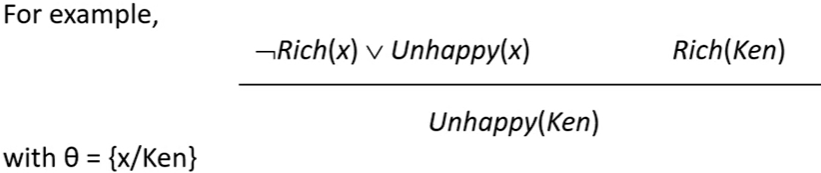 For example,
¬Rich(x) ∨ Unhappy(x) Rich(Ken)
Unhappy(Ken)
with θ = {x/Ken}